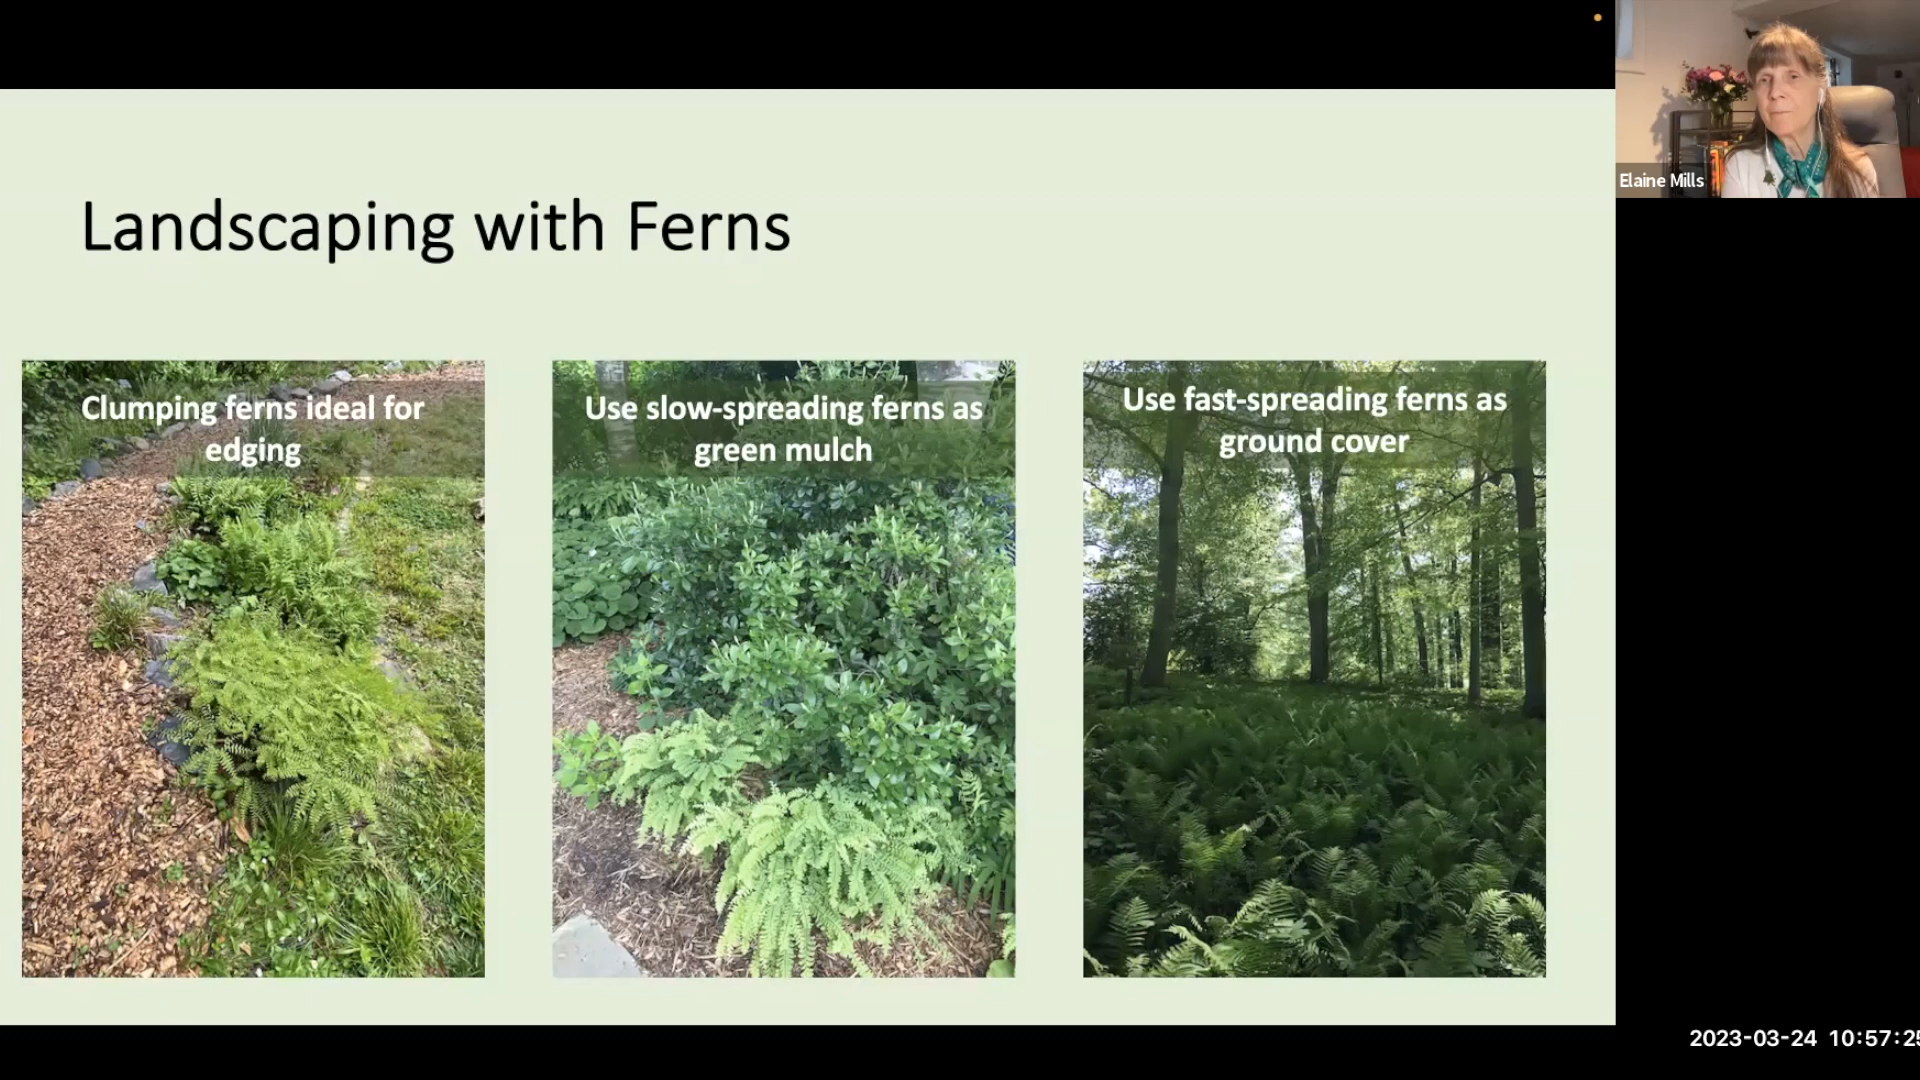 Landscaping with Ferns
Clumping ferns ideal for
edging
Use slow-spreading ferns as
green mulch
Use fast-spreading ferns as
ground cover
Elaine Mills
2023-03-24 10:57:25